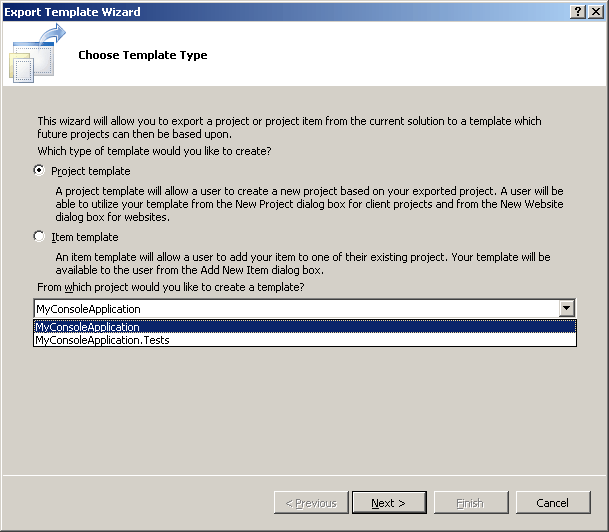 Export Template Wizard
Choose Template Type
This wizard will allow you to export a project or project item from the current solution to a template which
future projects can then be based upon.
Which type of template would you like to create?
Project template
A project template will allow a user to create a new project based on your exported project. A user will be
able to utilize your template from the New Project dialog box for client projects and from the New Website
dialog box for websites.
Item template
An item template will allow a user to add your item to one of their existing project. Your template will be
available to the user from the Add New Item dialog box.
From which project would you like to create a template?
MyConsoleApplication
MyConsoleApplication
MyConsoleApplication.Tests
< Previous
Next >
Finish
Cancel